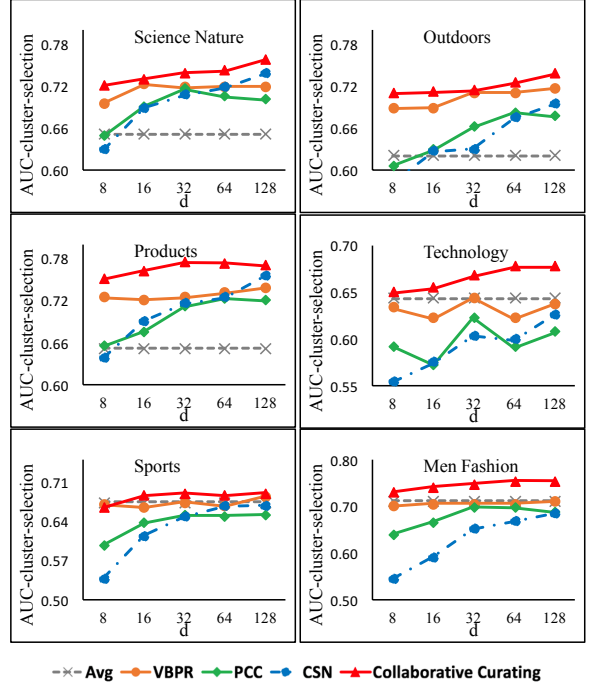 Science Nature
AUC-cluster-selection
0.78
0.72
0.66
0.60
8 16 32 64 128
d
Outdoors
AUC-cluster-selection
0.78
0.72
0.66
0.60
8 16 32 64 128
d
Products
AUC-cluster-selection
0.78
0.72
0.66
0.60
8 16 32 64 128
d
Technology
AUC-cluster-selection
0.70
0.65
0.60
0.55
8 16 32 64 128
d
Sports
AUC-cluster-selection
0.71
0.64
0.57
0.50
8 16 32 64 128
d
Men Fashion
AUC-cluster-selection
0.80
0.70
0.60
0.50
8 16 32 64 128
d
Avg VBPR PCC CSN Collaborative Curating